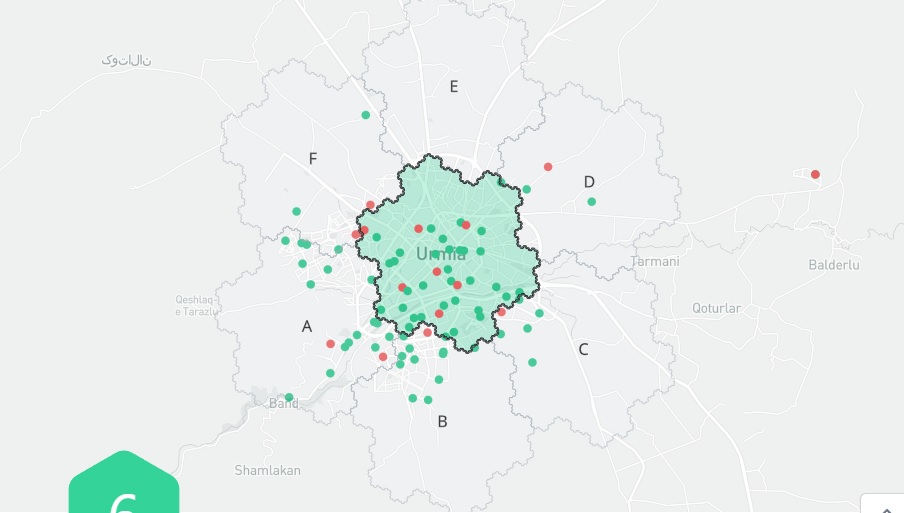 E
کوتالان
F
D
Urmia
Tarmani
Balderlu
Qeshlaq-
e Tarazlu
Qoturlar
A
C
Band
B
Shamlakan
6